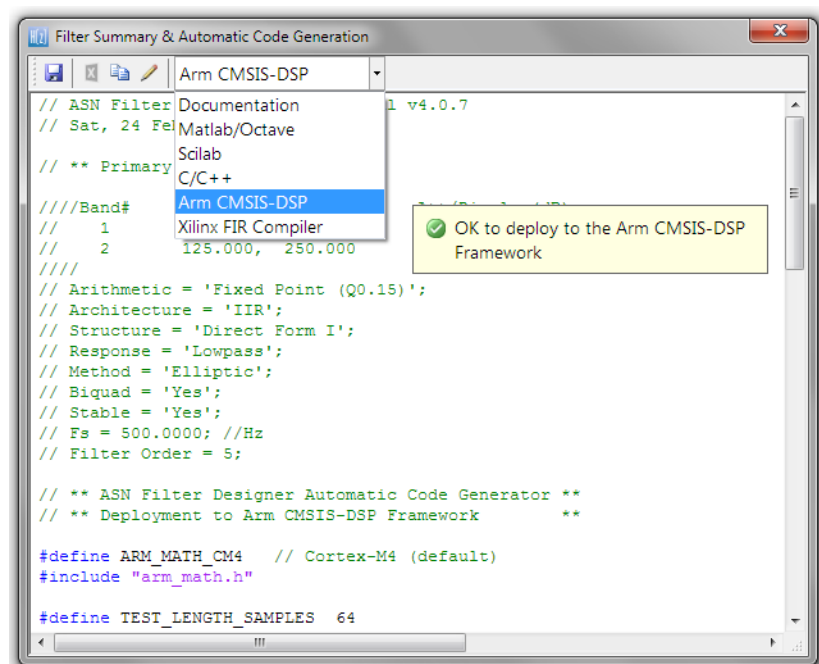 Filter Summary & Automatic Code Generation
Arm CMSIS-DSP
Documentation
Matlab/Octave
Scilab
C/C++
Arm CMSIS-DSP
Xilinx FIR Compiler
OK to deploy to the Arm CMSIS-DSP
Framework
// ASN Filter v4.0.7
// Sat, 24
// ** Primary
////Band#
// 1
// 2 125.000, 250.000
////
// Arithmetic = 'Fixed Point (Q0.15)';
// Architecture = 'IIR';
// Structure = 'Direct Form I';
// Response = 'Lowpass';
// Method = 'Elliptic';
// Biquad = 'Yes';
// Stable = 'Yes';
// Fs = 500.0000; //Hz
// Filter Order = 5;
// ** ASN Filter Designer Automatic Code Generator **
// ** Deployment to Arm CMSIS-DSP Framework **
#define ARM_MATH_CM4 // Cortex-M4 (default)
#include "arm_math.h"
#define TEST_LENGTH_SAMPLES 64